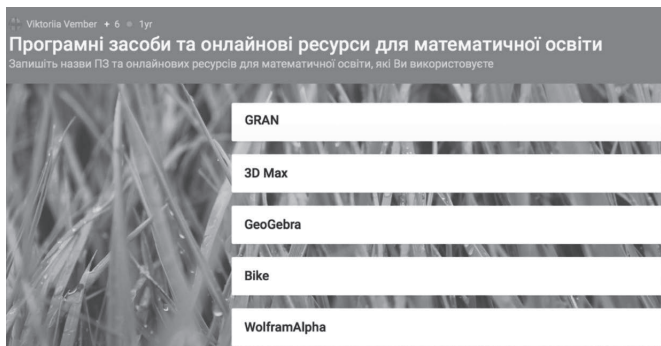 Viktoriia Vember + 6 • 1yr
Програмні засоби та онлайнові ресурси для математичної освіти
Запишіть назви ПЗ та онлайнових ресурсів для математичної освіти, які Ви використовуєте
GRAN
3D Max
GeoGebra
Bike
WolframAlpha